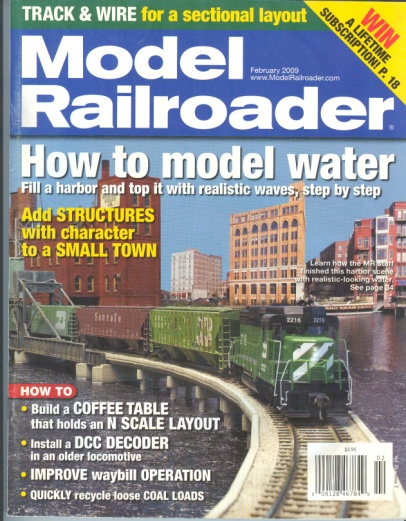 TRACK & WIRE for a sectional layout
WIN
A LIFETIME
SUBSCRIPTION! P. 18
Model
February 2009
www.ModelRailroader.com
Railroader®
How to model water
Fill a harbor and top it with realistic waves, step by step
Add STRUCTURES
with character
to a SMALL TOWN
Learn how the MR staff
finished this harbor scene
with realistic-looking water.
See page 34
Santa Fe
2216
2216
HOW TO
• Build a COFFEE TABLE
that holds an N SCALE LAYOUT
• Install a DCC DECODER
in an older locomotive
• IMPROVE waybill OPERATION
• QUICKLY recycle loose COAL LOADS
$5.95
02